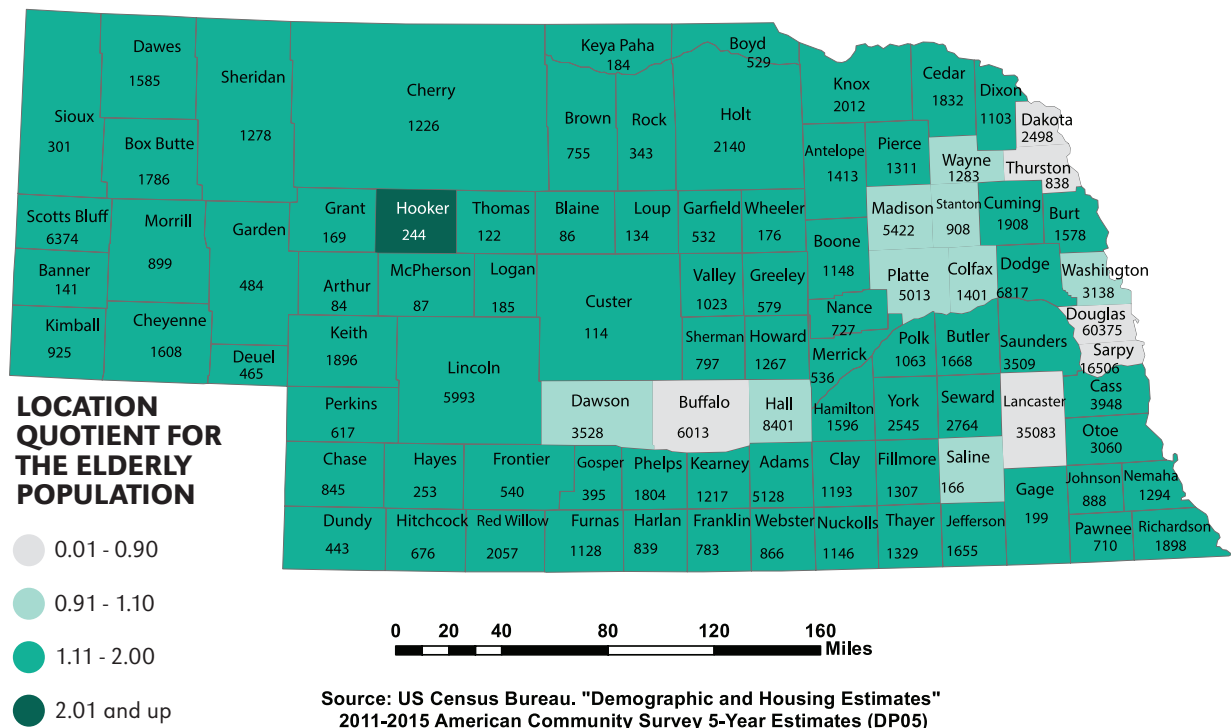 Dawes
1585
Sheridan
1278
Cherry
1226
Keya Paha
184
Boyd
529
Sioux
301
Box Butte
1786
Brown
755
Rock
343
Holt
2140
Knox
2012
Cedar
1832
Dixon
1103
Dakota
2498
Antelope
1413
Pierce
1311
Wayne
1283
Thurston
838
Scotts Bluff
6374
Morrill
899
Garden
484
Grant
169
Hooker
244
Thomas
122
Blaine
86
Loup
134
Garfield
532
Wheeler
176
Boone
1148
Madison
5422
Stanton
908
Cuming
1908
Burt
1578
Banner
141
Arthur
84
McPherson
87
Logan
185
Custer
114
Valley
1023
Greeley
579
Nance
727
Platte
5013
Colfax
1401
Dodge
6817
Washington
3138
Douglas
60375
Sarpy
16506
Kimball
925
Cheyenne
1608
Deuel
465
Keith
1896
Lincoln
5993
Sherman
797
Howard
1267
Merrick
536
Polk
1063
Butler
1668
Saunders
3509
Cass
3948
Perkins
617
Dawson
3528
Buffalo
6013
Hall
8401
Hamilton
1596
York
2545
Seward
2764
Lancaster
35083
Otoe
3060
Chase
845
Hayes
253
Frontier
540
Gosper
395
Phelps
1804
Kearney
1217
Adams
5128
Clay
1193
Fillmore
1307
Saline
166
Gage
199
Johnson
888
Nemaha
1294
Dundy
443
Hitchcock
676
Red Willow
2057
Furnas
1128
Harlan
839
Franklin
783
Webster
866
Nuckolls
1146
Thayer
1329
Jefferson
1655
Pawnee
710
Richardson
1898
LOCATION
QUOTIENT FOR
THE ELDERLY
POPULATION
0.01 - 0.90
0.91 - 1.10
1.11 - 2.00
2.01 and up
0 20 40 80 120 160
Miles
Source: US Census Bureau. "Demographic and Housing Estimates"
2011-2015 American Community Survey 5-Year Estimates (DP05)